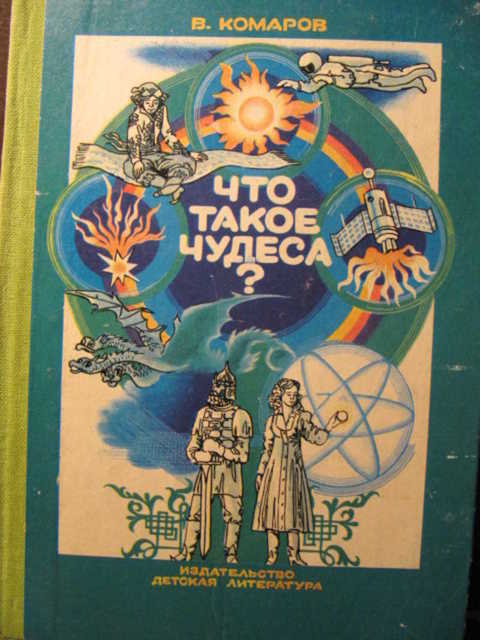 В. КОМАРОВ
ЧТО
ТАКОЕ
ЧУДЕСА
?
ИЗДАТЕЛЬСТВО
ДЕТСКАЯ ЛИТЕРАТУРА